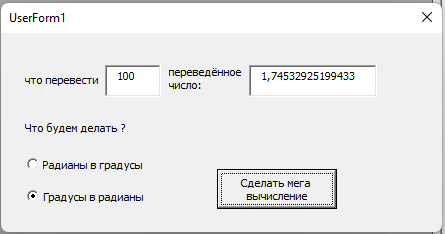 UserForm1
что перевести
100
переведённое
число:
1,74532925199433
Что будем делать ?
Радианы в градусы
Градусы в радианы
Сделать мега
вычисление